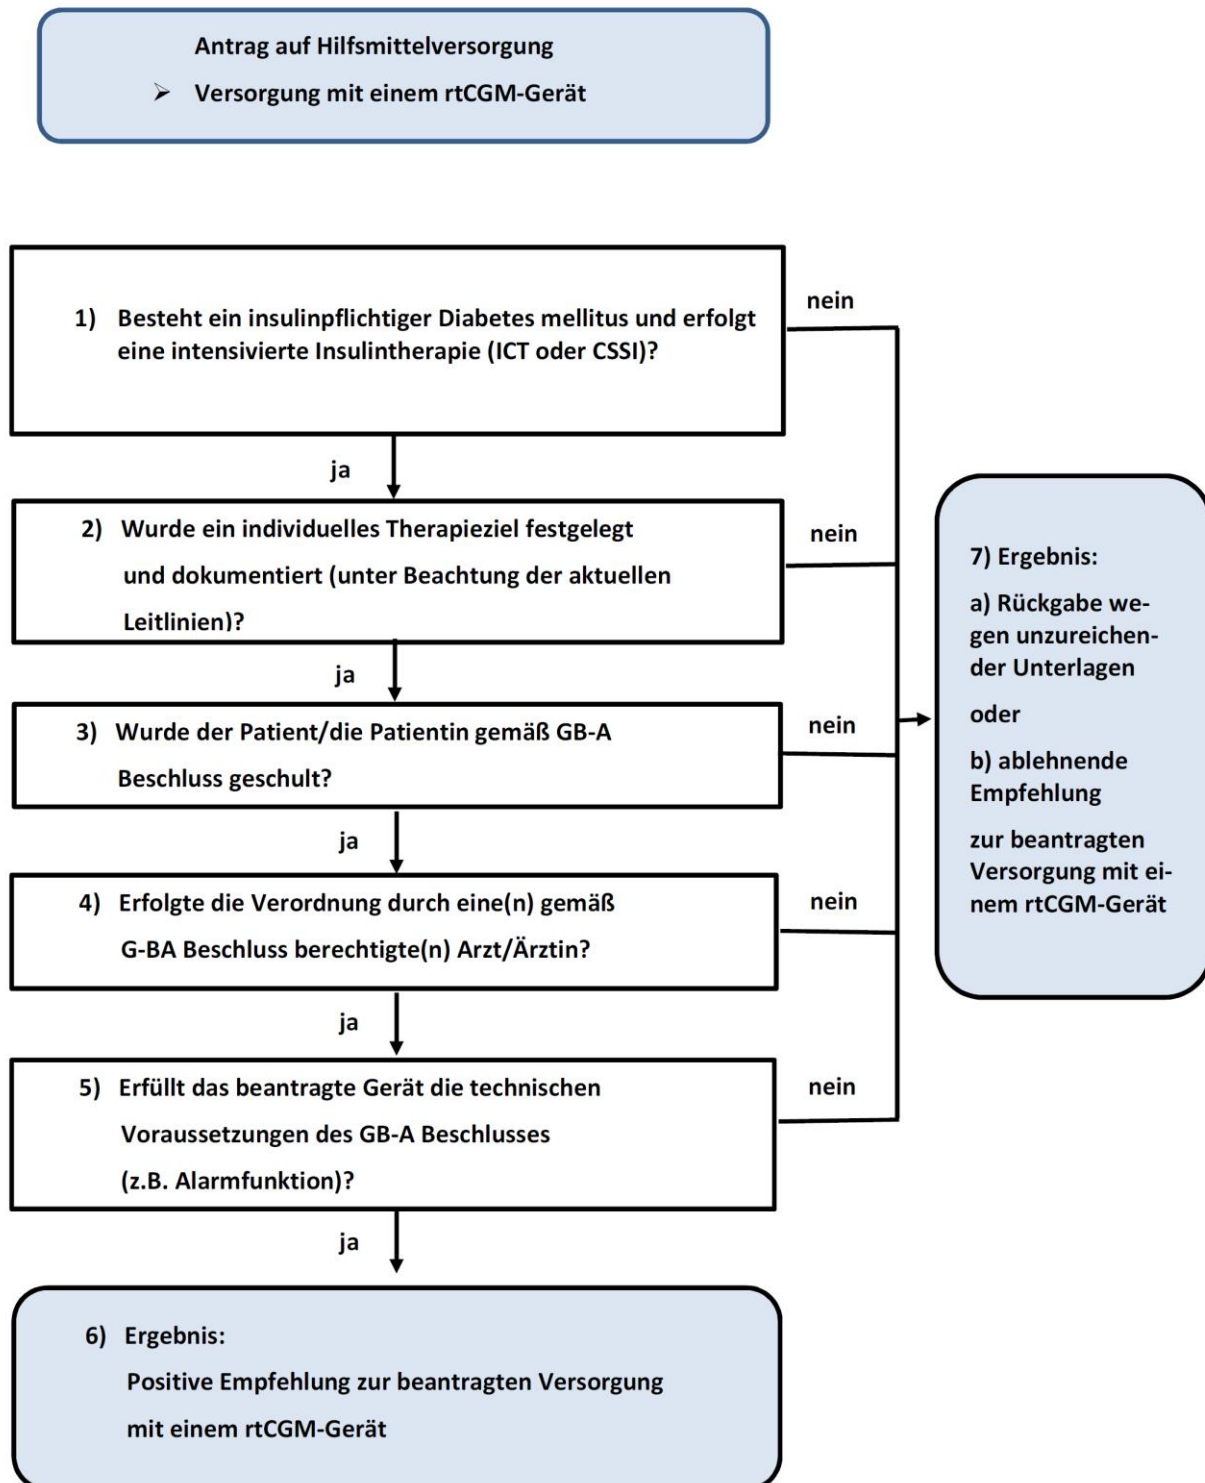 Antrag auf Hilfsmittelversorgung
➢ Versorgung mit einem rtCGM-Gerät
1) Besteht ein insulinpflichtiger Diabetes mellitus und erfolgt
eine intensivierte Insulintherapie (ICT oder CSSI)?
nein
ja
2) Wurde ein individuelles Therapieziel festgelegt
und dokumentiert (unter Beachtung der aktuellen
Leitlinien)?
nein
ja
3) Wurde der Patient/die Patientin gemäß GB-A
Beschluss geschult?
nein
ja
4) Erfolgte die Verordnung durch eine(n) gemäß
G-BA Beschluss berechtigte(n) Arzt/Ärztin?
nein
ja
5) Erfüllt das beantragte Gerät die technischen
Voraussetzungen des GB-A Beschlusses
(z.B. Alarmfunktion)?
nein
ja
6) Ergebnis:
Positive Empfehlung zur beantragten Versorgung
mit einem rtCGM-Gerät
7) Ergebnis:
a) Rückgabe we-
gen unzureichen-
der Unterlagen
oder
b) ablehnende
Empfehlung
zur beantragten
Versorgung mit ei-
nem rtCGM-Gerät